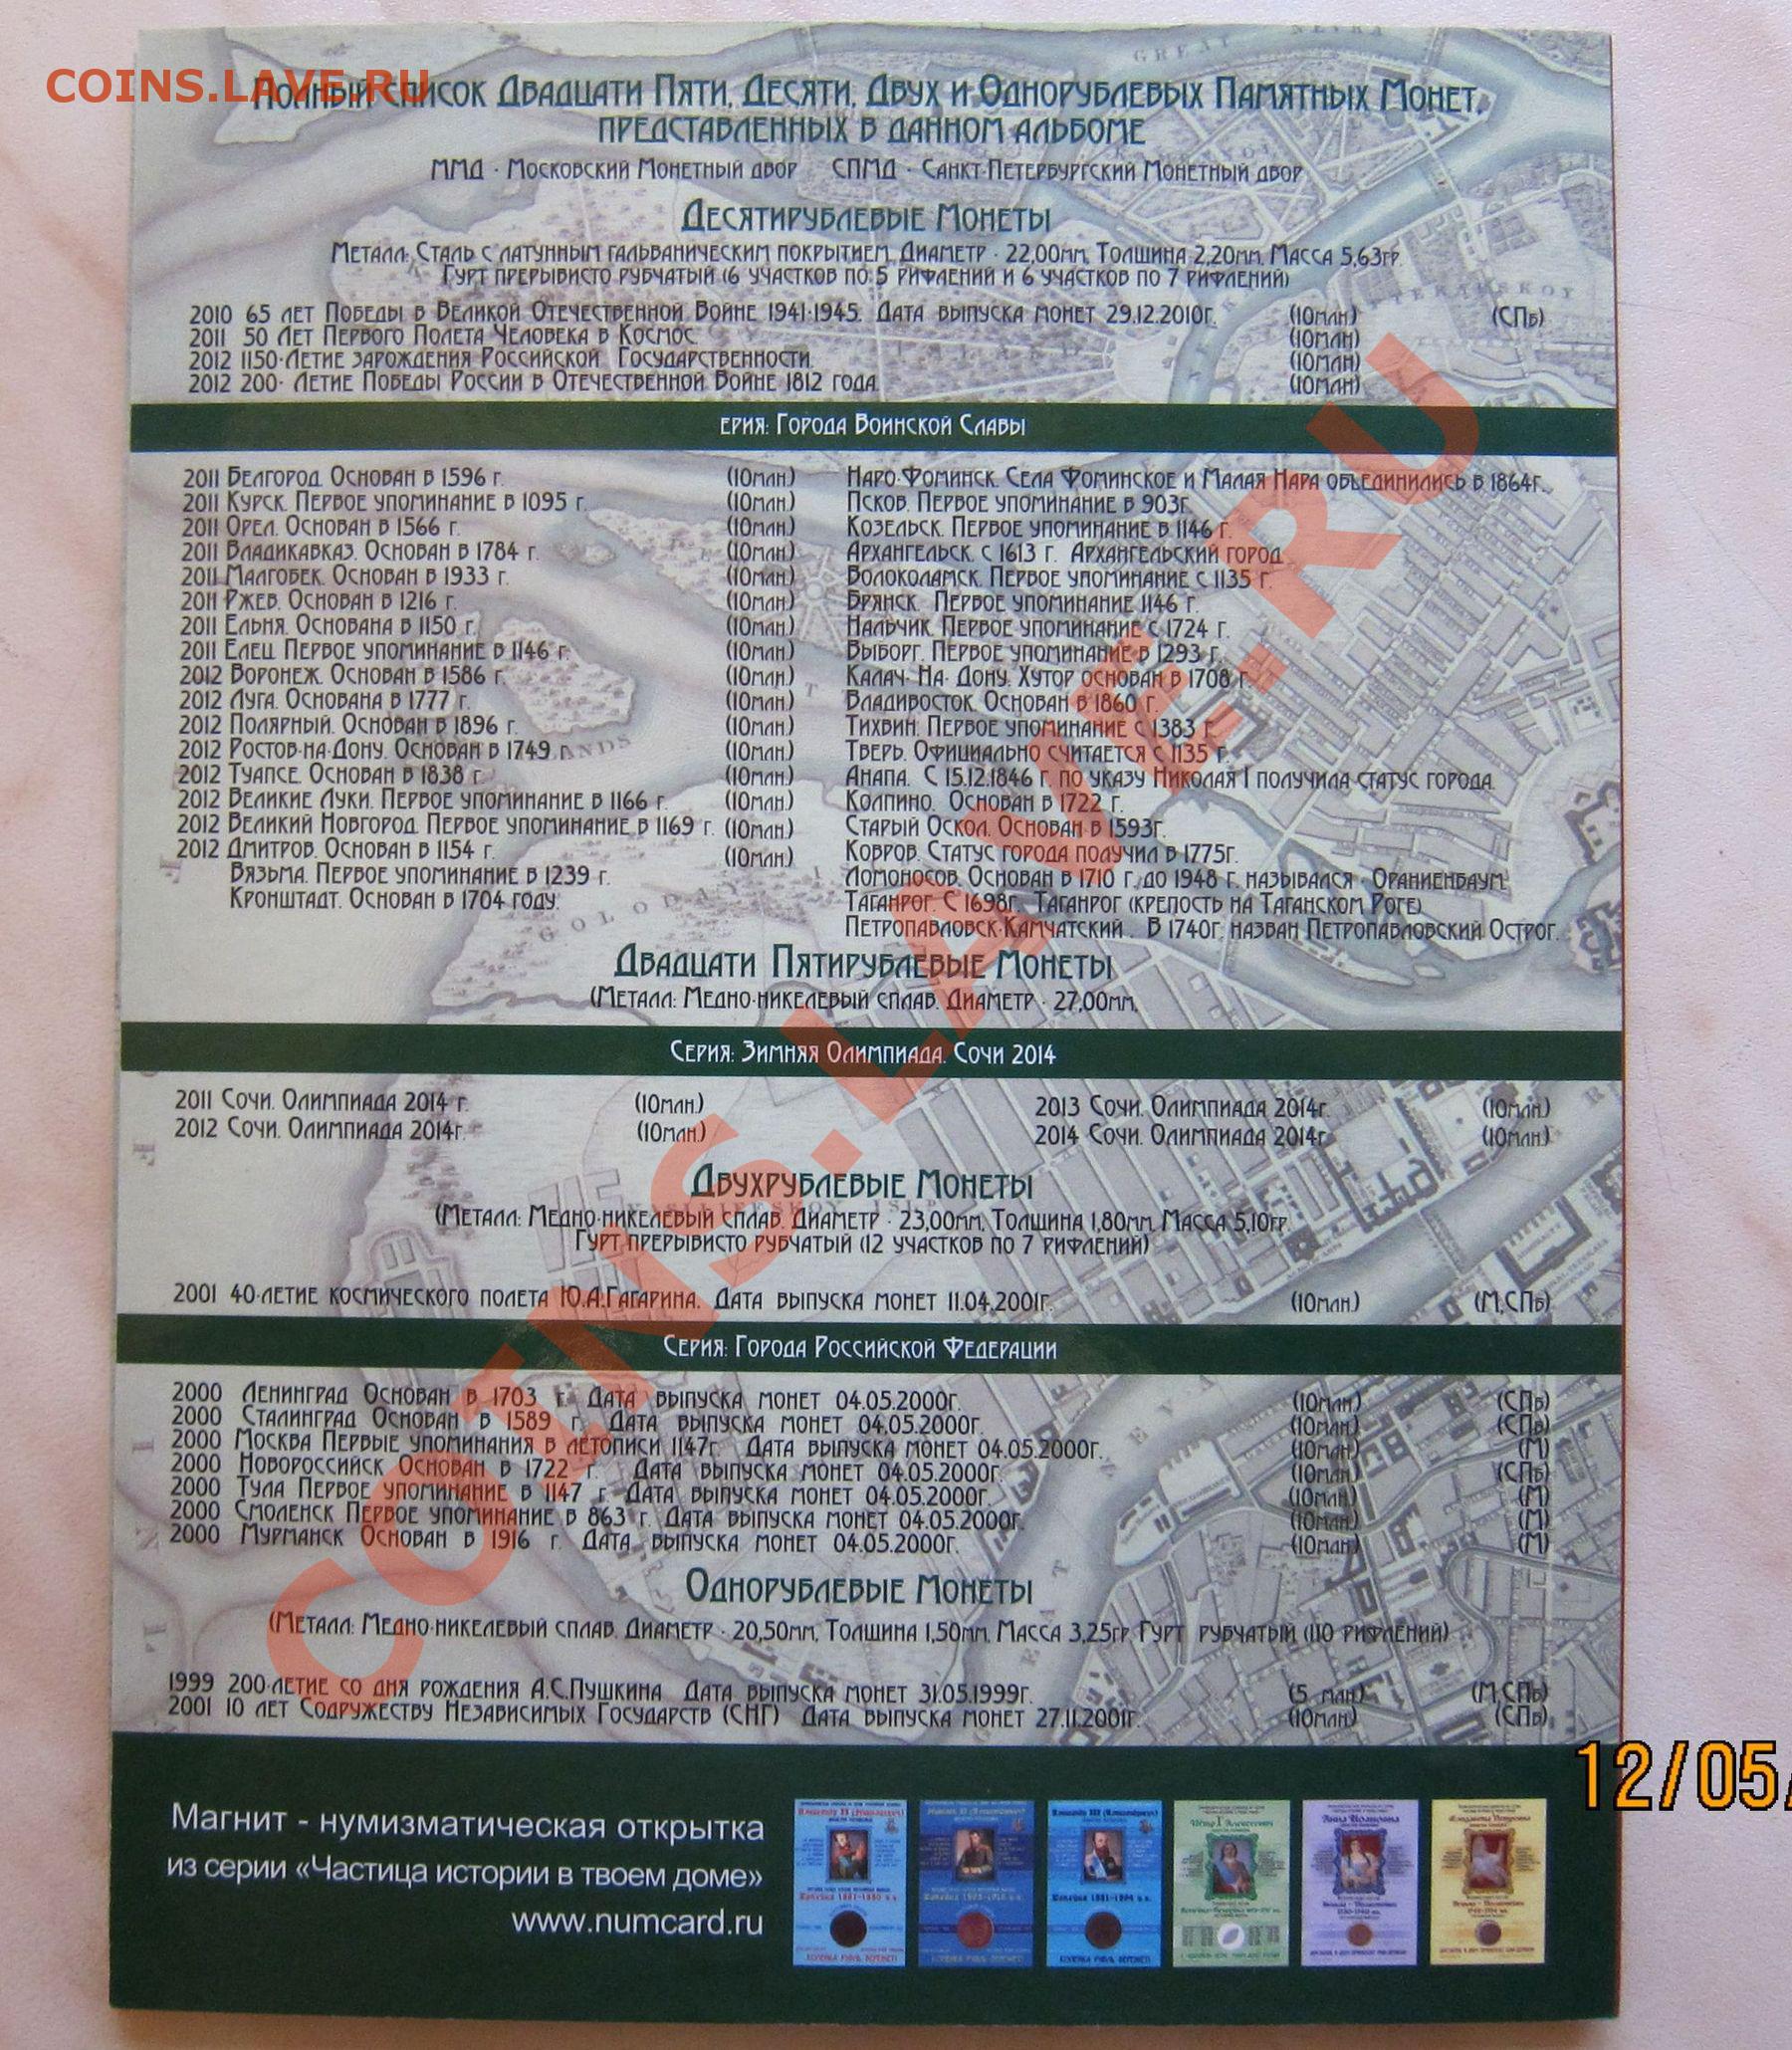 COINS.LAVE.RU
Полный список Двадцати Пяти, Десяти, Двух и Однорублевых Памятных Монет,
представленных в данном альбоме
ММД - Московский Монетный двор СПМД - Санкт-Петербургский Монетный двор
Десятирублевые Монеты
Металл: Сталь с латунным гальваническим покрытием, Диаметр - 22,00мм, Толщина 2,20мм, Масса 5,63гр.
Гурт прерывисто рубчатый (6 участков по 5 рифлений и 6 участков по 7 рифлений)
2010 65 лет Победы в Великой Отечественной Войне 1941-1945. Дата выпуска монет 29.12.2010г. (10млн) (СПб)
2011 50 Лет Первого Полета Человека в Космос. (10млн)
2012 1150-Летие зарождения Российской Государственности. (10млн)
2012 200- Летие Победы России в Отечественной Войне 1812 года (10млн)
ерия: Города Воинской Славы
2011 Белгород. Основан в 1596 г. (10млн)
2011 Курск. Первое упоминание в 1095 г. (10млн)
2011 Орел. Основан в 1566 г. (10млн)
2011 Владикавказ. Основан в 1784 г. (10млн)
2011 Малгобек. Основан в 1933 г. (10млн)
2011 Ржев. Основан в 1216 г. (10млн)
2011 Ельня. Основана в 1150 г. (10млн)
2011 Елец. Первое упоминание в 1146 г. (10млн)
2012 Воронеж. Основан в 1586 г. (10млн)
2012 Луга. Основана в 1777 г. (10млн)
2012 Полярный. Основан в 1896 г. (10млн)
2012 Ростов-на-Дону. Основан в 1749 г. (10млн)
2012 Туапсе. Основан в 1838 г. (10млн)
2012 Великие Луки. Первое упоминание в 1166 г. (10млн)
2012 Великий Новгород. Первое упоминание в 1169 г. (10млн)
2012 Дмитров. Основан в 1154 г. (10млн)
Вязьма. Первое упоминание в 1239 г.
Кронштадт. Основан в 1704 году.
Наро-Фоминск. Села Фоминское и Малая Нара объединились в 1864г.
Псков. Первое упоминание в 903г.
Козельск. Первое упоминание в 1146 г.
Архангельск. с 1613 г. Архангельский город
Волоколамск. Первое упоминание с 1135 г.
Брянск. Первое упоминание 1146 г.
Нальчик. Первое упоминание с 1724 г.
Выборг. Первое упоминание в 1293 г.
Калач- На- Дону. Хутор основан в 1708 г.
Владивосток. Основан в 1860 г.
Тихвин. Первое упоминание с 1383 г.
Тверь. Официально считается с 1135 г.
Анапа. С 15.12.1846 г. по указу Николая I получила статус города.
Колпино. Основан в 1722 г.
Старый Оскол. Основан в 1593г.
Ковров. Статус города получил в 1775г.
Ломоносов. Основан в 1710 г. до 1948 г. назывался - Ораниенбаум.
Таганрог. С 1698г. Таганрог (крепость на Таганском Роге)
Петропавловск-Камчатский. В 1740г. назван Петропавловский Острог.
Двадцати Пятирублевые Монеты
(Металл: Медно-никелевый сплав. Диаметр - 27,00мм,
Серия: Зимняя Олимпиада. Сочи 2014
2011 Сочи. Олимпиада 2014 г. (10млн.) 2013 Сочи. Олимпиада 2014г. (10млн.)
2012 Сочи. Олимпиада 2014г. (10млн.) 2014 Сочи. Олимпиада 2014г. (10млн.)
Двухрублевые Монеты
(Металл: Медно-никелевый сплав. Диаметр - 23,00мм, Толщина 1,80мм, Масса 5,10гр.
Гурт прерывисто рубчатый (12 участков по 7 рифлений)
2001 40-летие космического полета Ю.А.Гагарина. Дата выпуска монет 11.04.2001г. (10млн.) (М,СПб)
Серия: Города Российской Федерации
2000 Ленинград Основан в 1703 г. Дата выпуска монет 04.05.2000г. (10млн.) (СПб)
2000 Сталинград Основан в 1589 г. Дата выпуска монет 04.05.2000г. (10млн.) (СПб)
2000 Москва Первые упоминания в летописи 1147г. Дата выпуска монет 04.05.2000г. (10млн.) (М)
2000 Новороссийск Основан в 1722 г. Дата выпуска монет 04.05.2000г. (10млн.) (СПб)
2000 Тула Первое упоминание в 1147 г. Дата выпуска монет 04.05.2000г. (10млн.) (М)
2000 Смоленск Первое упоминание в 863 г. Дата выпуска монет 04.05.2000г. (10млн.) (М)
2000 Мурманск Основан в 1916 г. Дата выпуска монет 04.05.2000г. (10млн.) (М)
Однорублевые Монеты
(Металл: Медно-никелевый сплав. Диаметр - 20,50мм, Толщина 1,50мм, Масса 3,25гр. Гурт рубчатый (110 рифлений)
1999 200-летие со дня рождения А.С.Пушкина Дата выпуска монет 31.05.1999г. (5 млн) (М,СПб)
2001 10 лет Содружеству Независимых Государств (СНГ) Дата выпуска монет 27.11.2001г. (10млн) (СПб)
COINS.LAVE.RU
12/05/
Магнит - нумизматическая открытка
из серии «Частица истории в твоем доме»
www.numcard.ru